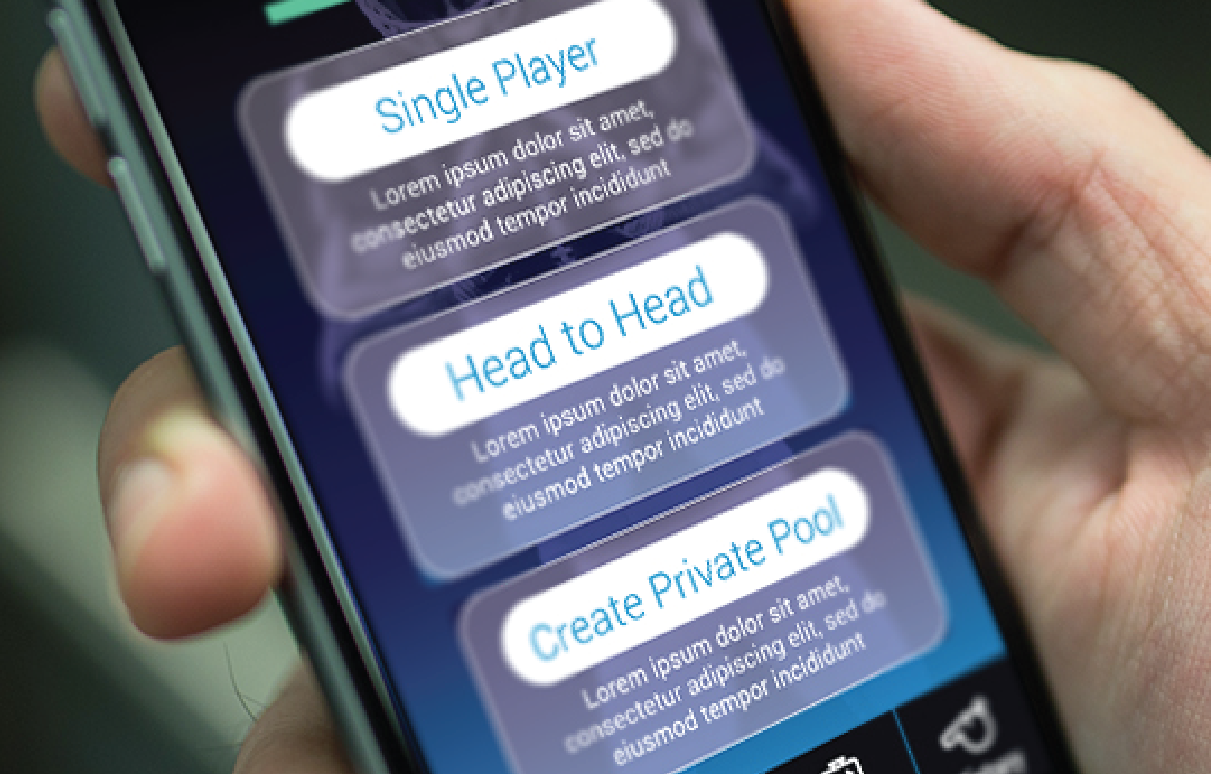 Single Player
Lorem ipsum dolor sit amet,
consectetur adipiscing elit, sed do
eiusmod tempor incididunt
Head to Head
Lorem ipsum dolor sit amet,
consectetur adipiscing elit, sed do
eiusmod tempor incididunt
Create Private Pool
Lorem ipsum dolor sit amet,
consectetur adipiscing elit, sed do
eiusmod tempor incididunt